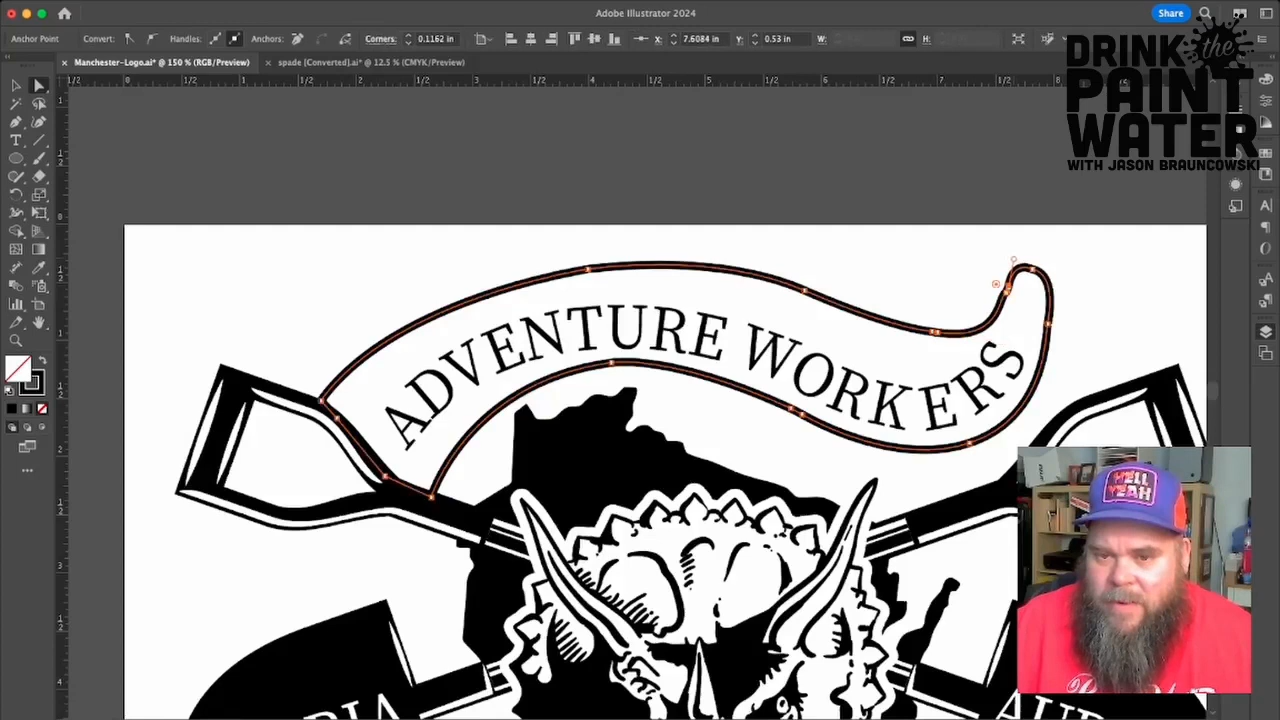 Adobe Illustrator 2024
Share
Anchor Point
Convert:
Handles:
Anchors:
Corners:
0.1162 in
X:
7.6084 in
Y:
0.53 in
W:
H:
Manchester-Logo.ai* @ 150 % (RGB/Preview)
spade [Converted].ai* @ 12.5 % (CMYK/Preview)
DRINK the
PAINT
WATER
WITH JASON BRAUNCOWSKI
ADVENTURE WORKERS
HELL
YEAH